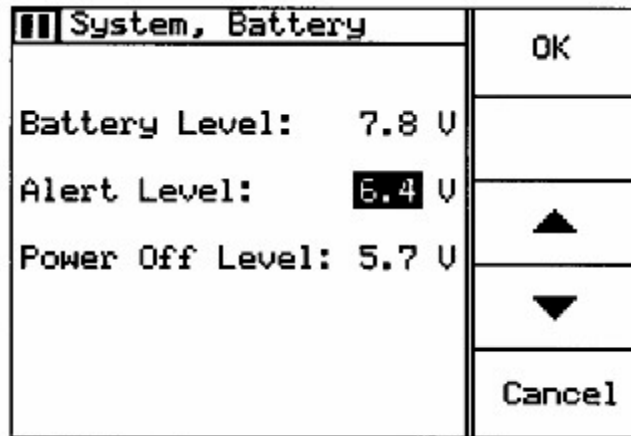 System, Battery
OK
Battery Level: 7.8 V
Alert Level: 6.4 V
Power Off Level: 5.7 V
Cancel